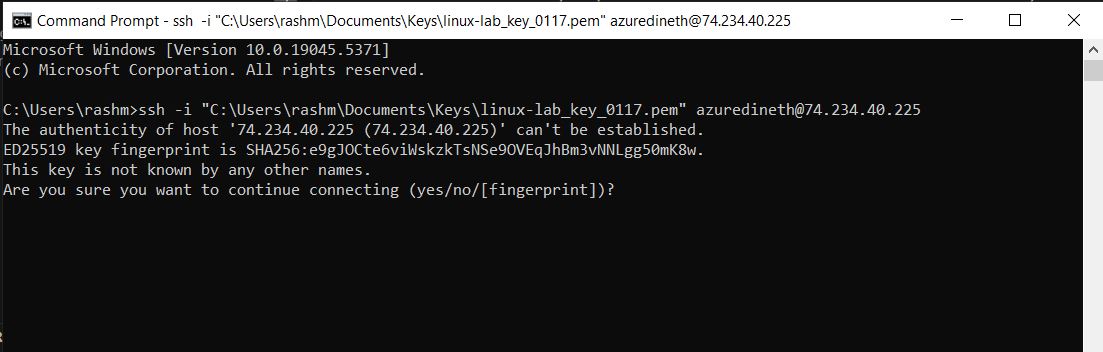 Command Prompt - ssh -i "C:\Users\rashm\Documents\Keys\linux-lab_key_0117.pem" azuredineth@74.234.40.225
Microsoft Windows [Version 10.0.19045.5371]
(c) Microsoft Corporation. All rights reserved.
C:\Users\rashm>ssh -i "C:\Users\rashm\Documents\Keys\linux-lab_key_0117.pem" azuredineth@74.234.40.225
The authenticity of host '74.234.40.225 (74.234.40.225)' can't be established.
ED25519 key fingerprint is SHA256:e9gJOCte6viWskzkTsNSe9OVEqJhBm3vNNLgg50mK8w.
This key is not known by any other names.
Are you sure you want to continue connecting (yes/no/[fingerprint])?